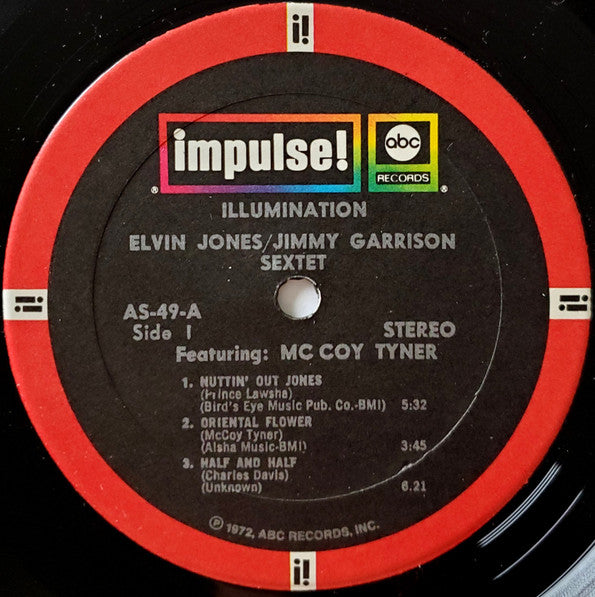 i!
impulse!
abc
RECORDS
®
®
ILLUMINATION
ELVIN JONES/JIMMY GARRISON
SEXTET
AS-49-A
Side 1
STEREO
Featuring: MC COY TYNER
1. NUTTIN' OUT JONES
(Prince Lawsha)
(Bird's Eye Music Pub. Co.-BMI) 5:32
2. ORIENTAL FLOWER
(McCoy Tyner)
(Aisha Music-BMI) 3:45
3. HALF AND HALF
(Charles Davis)
(Unknown) 6.21
Ⓟ 1972, ABC RECORDS, INC.
i!
i!
i!